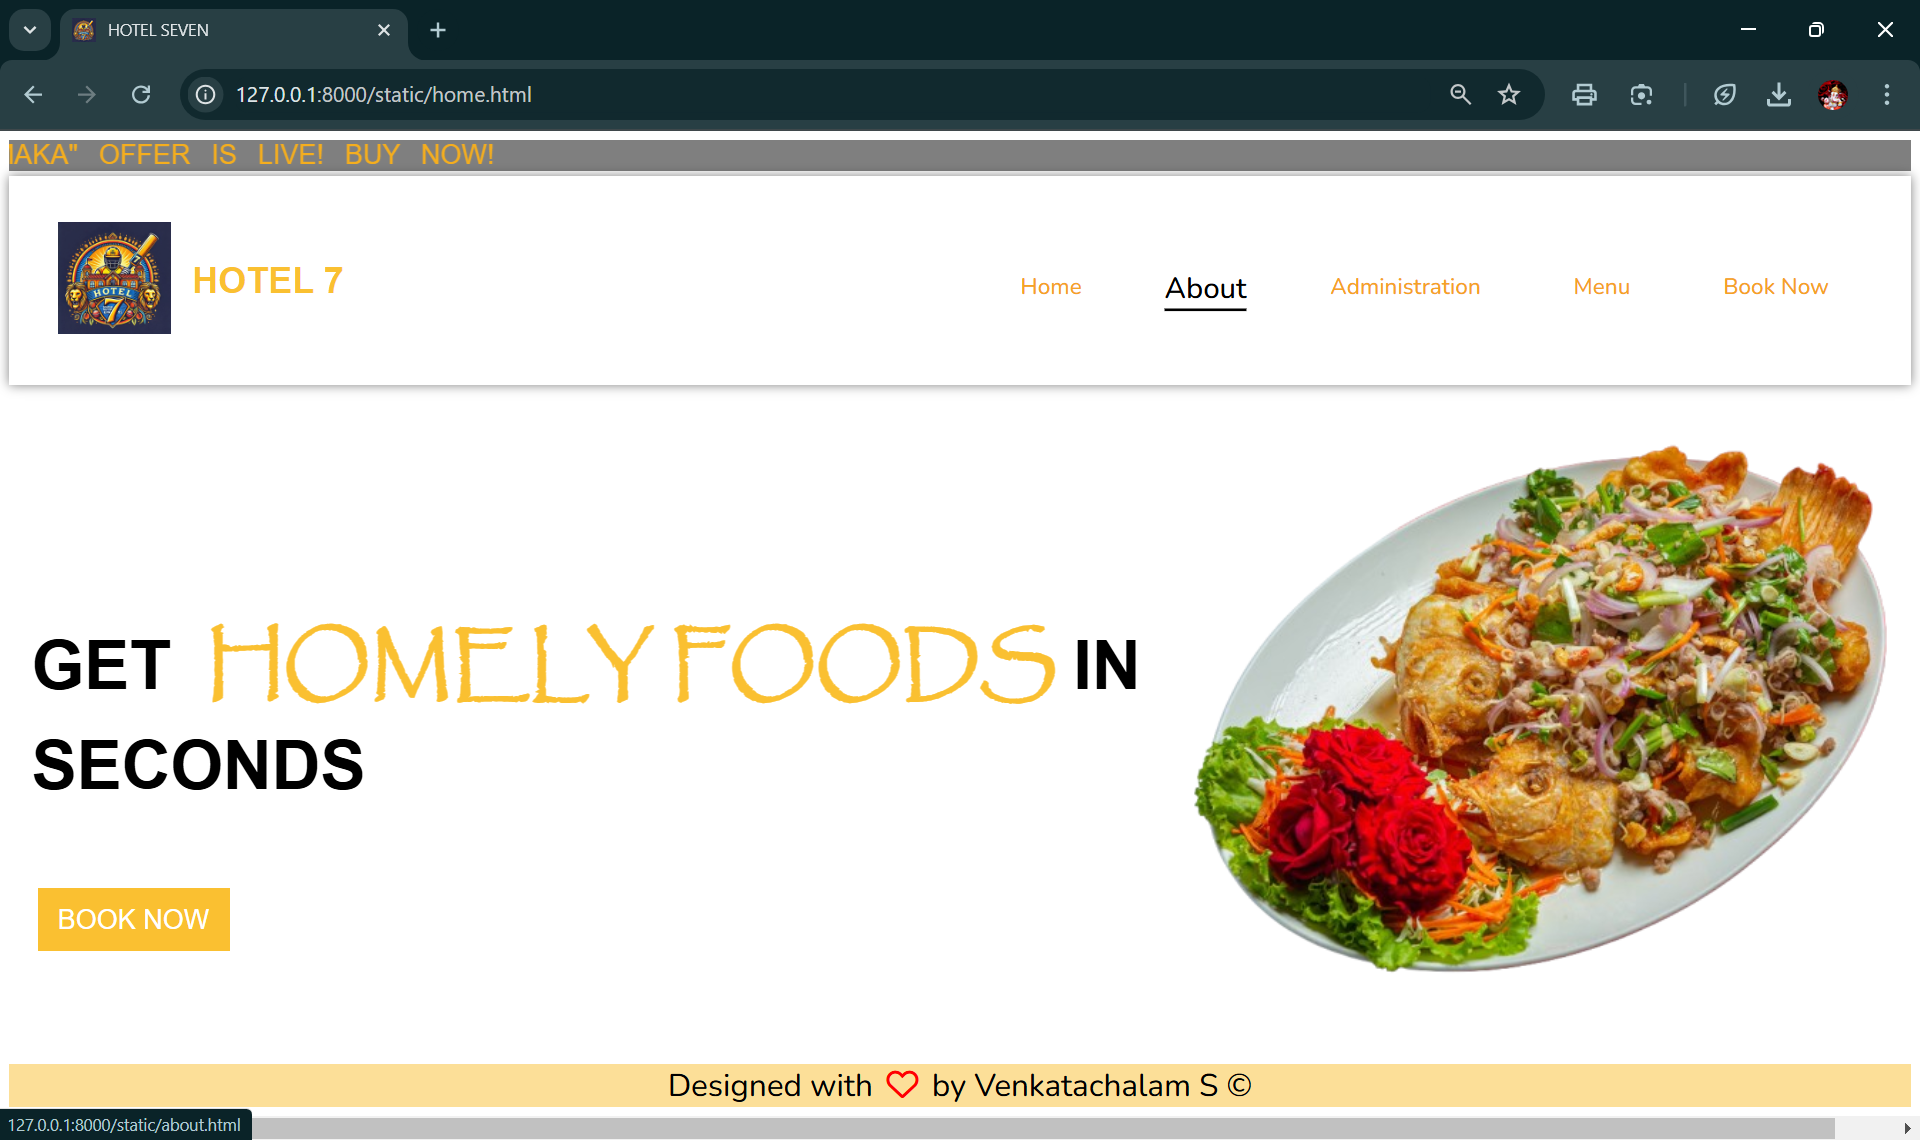 HOTEL SEVEN
127.0.0.1:8000/static/home.html
OFFER IS LIVE! BUY NOW!
HOTEL
7
HOTEL 7
Home
About
Administration
Menu
Book Now
GET HOMELY FOODS IN
SECONDS
BOOK NOW
Designed with by Venkatachalam S ©
127.0.0.1:8000/static/about.html